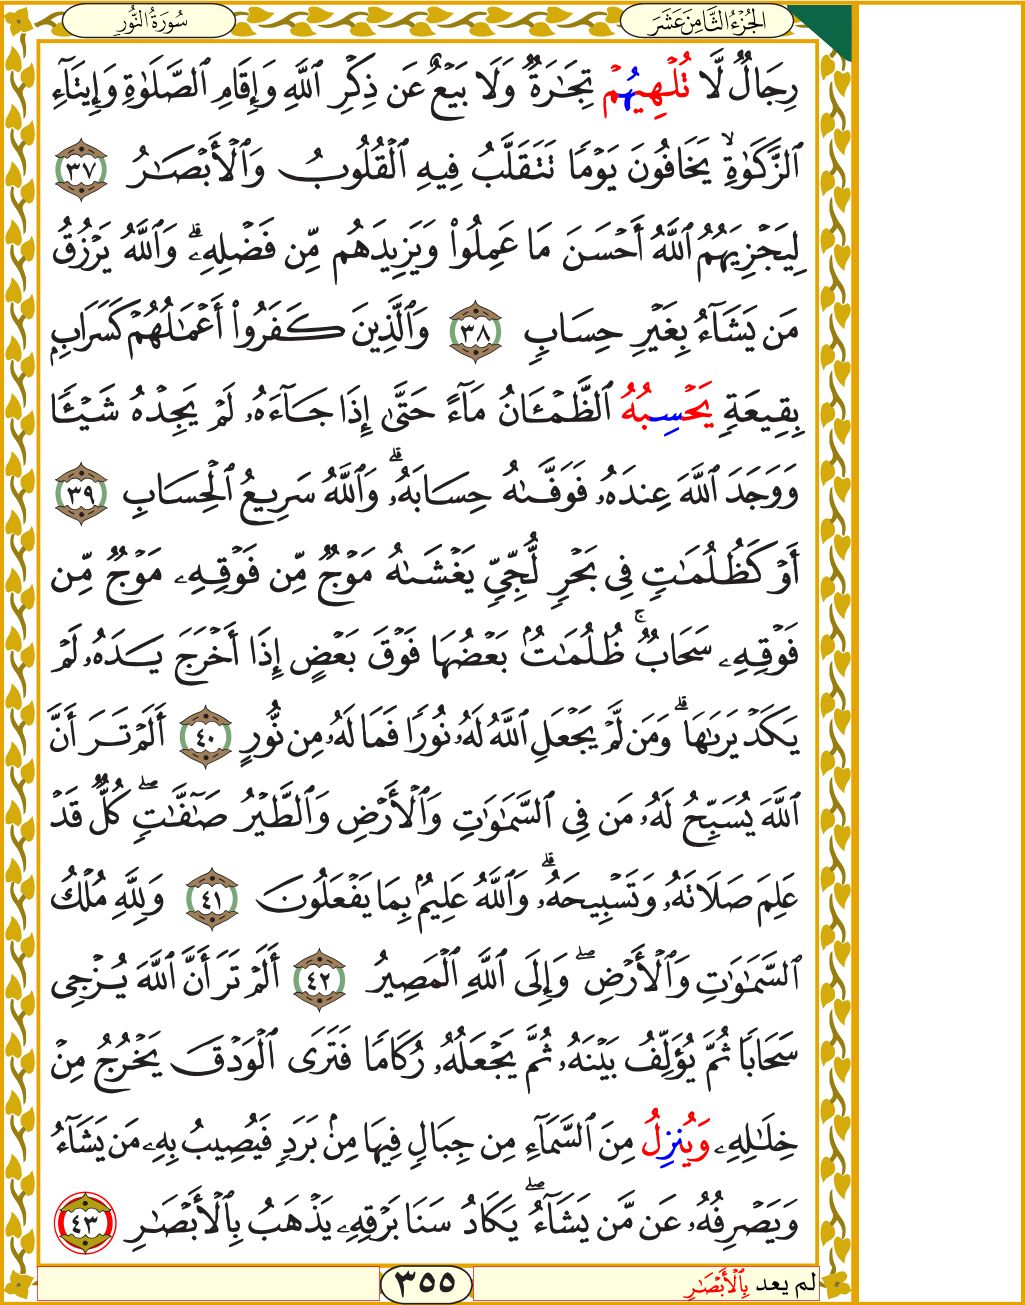 الجُزْءُ الثَّامِنَ عَشَرَ
سُورَةُ النُّورِ
رِجَالٌ لَّا تُلْهِيهُمْ تِجَٰرَةٌ وَلَا بَيْعٌ عَن ذِكْرِ ٱللَّهِ وَإِقَامِ ٱلصَّلَوٰةِ وَإِيتَآءِ
ٱلزَّكَوٰةِ ۙ يَخَافُونَ يَوْمًا تَتَقَلَّبُ فِيهِ ٱلْقُلُوبُ وَٱلْأَبْصَٰرُ ٣٧
لِيَجْزِيَهُمُ ٱللَّهُ أَحْسَنَ مَا عَمِلُوا۟ وَيَزِيدَهُم مِّن فَضْلِهِۦ ۗ وَٱللَّهُ يَرْزُقُ
مَن يَشَآءُ بِغَيْرِ حِسَابٍ ٣٨ وَٱلَّذِينَ كَفَرُوٓا۟ أَعْمَٰلُهُمْ كَسَرَابٍۭ
بِقِيعَةٍ يَحْسِبُهُ ٱلظَّمْـَٔانُ مَآءً حَتَّىٰٓ إِذَا جَآءَهُۥ لَمْ يَجِدْهُ شَيْـًٔا
وَوَجَدَ ٱللَّهَ عِندَهُۥ فَوَفَّىٰهُ حِسَابَهُۥ ۗ وَٱللَّهُ سَرِيعُ ٱلْحِسَابِ ٣٩
أَوْ كَظُلُمَٰتٍ فِى بَحْرٍ لُّجِّىٍّ يَغْشَىٰهُ مَوْجٌ مِّن فَوْقِهِۦ مَوْجٌ مِّن
فَوْقِهِۦ سَحَابٌ ۚ ظُلُمَٰتٌۢ بَعْضُهَا فَوْقَ بَعْضٍ إِذَآ أَخْرَجَ يَدَهُۥ لَمْ
يَكَدْ يَرَىٰهَا ۗ وَمَن لَّمْ يَجْعَلِ ٱللَّهُ لَهُۥ نُورًا فَمَا لَهُۥ مِن نُّورٍ ٤٠ أَلَمْ تَرَ أَنَّ
ٱللَّهَ يُسَبِّحُ لَهُۥ مَن فِى ٱلسَّمَٰوَٰتِ وَٱلْأَرْضِ وَٱلطَّيْرُ صَٰٓفَّٰتٍ ۖ كُلٌّ قَدْ
عَلِمَ صَلَاتَهُۥ وَتَسْبِيحَهُۥ ۗ وَٱللَّهُ عَلِيمٌۢ بِمَا يَفْعَلُونَ ٤١ وَلِلَّهِ مُلْكُ
ٱلسَّمَٰوَٰتِ وَٱلْأَرْضِ ۖ وَإِلَى ٱللَّهِ ٱلْمَصِيرُ ٤٢ أَلَمْ تَرَ أَنَّ ٱللَّهَ يُزْجِى
سَحَابًا ثُمَّ يُؤَلِّفُ بَيْنَهُۥ ثُمَّ يَجْعَلُهُۥ رُكَامًا فَتَرَى ٱلْوَدْقَ يَخْرُجُ مِنْ
خِلَٰلِهِۦ وَيُنزِلُ مِنَ ٱلسَّمَآءِ مِن جِبَالٍ فِيهَا مِنۢ بَرَدٍ فَيُصِيبُ بِهِۦ مَن يَشَآءُ
وَيَصْرِفُهُۥ عَن مَّن يَشَآءُ ۖ يَكَادُ سَنَا بَرْقِهِۦ يَذْهَبُ بِٱلْأَبْصَٰرِ ٤٣
لم يعد بِٱلْأَبْصَٰرِ
٣٥٥